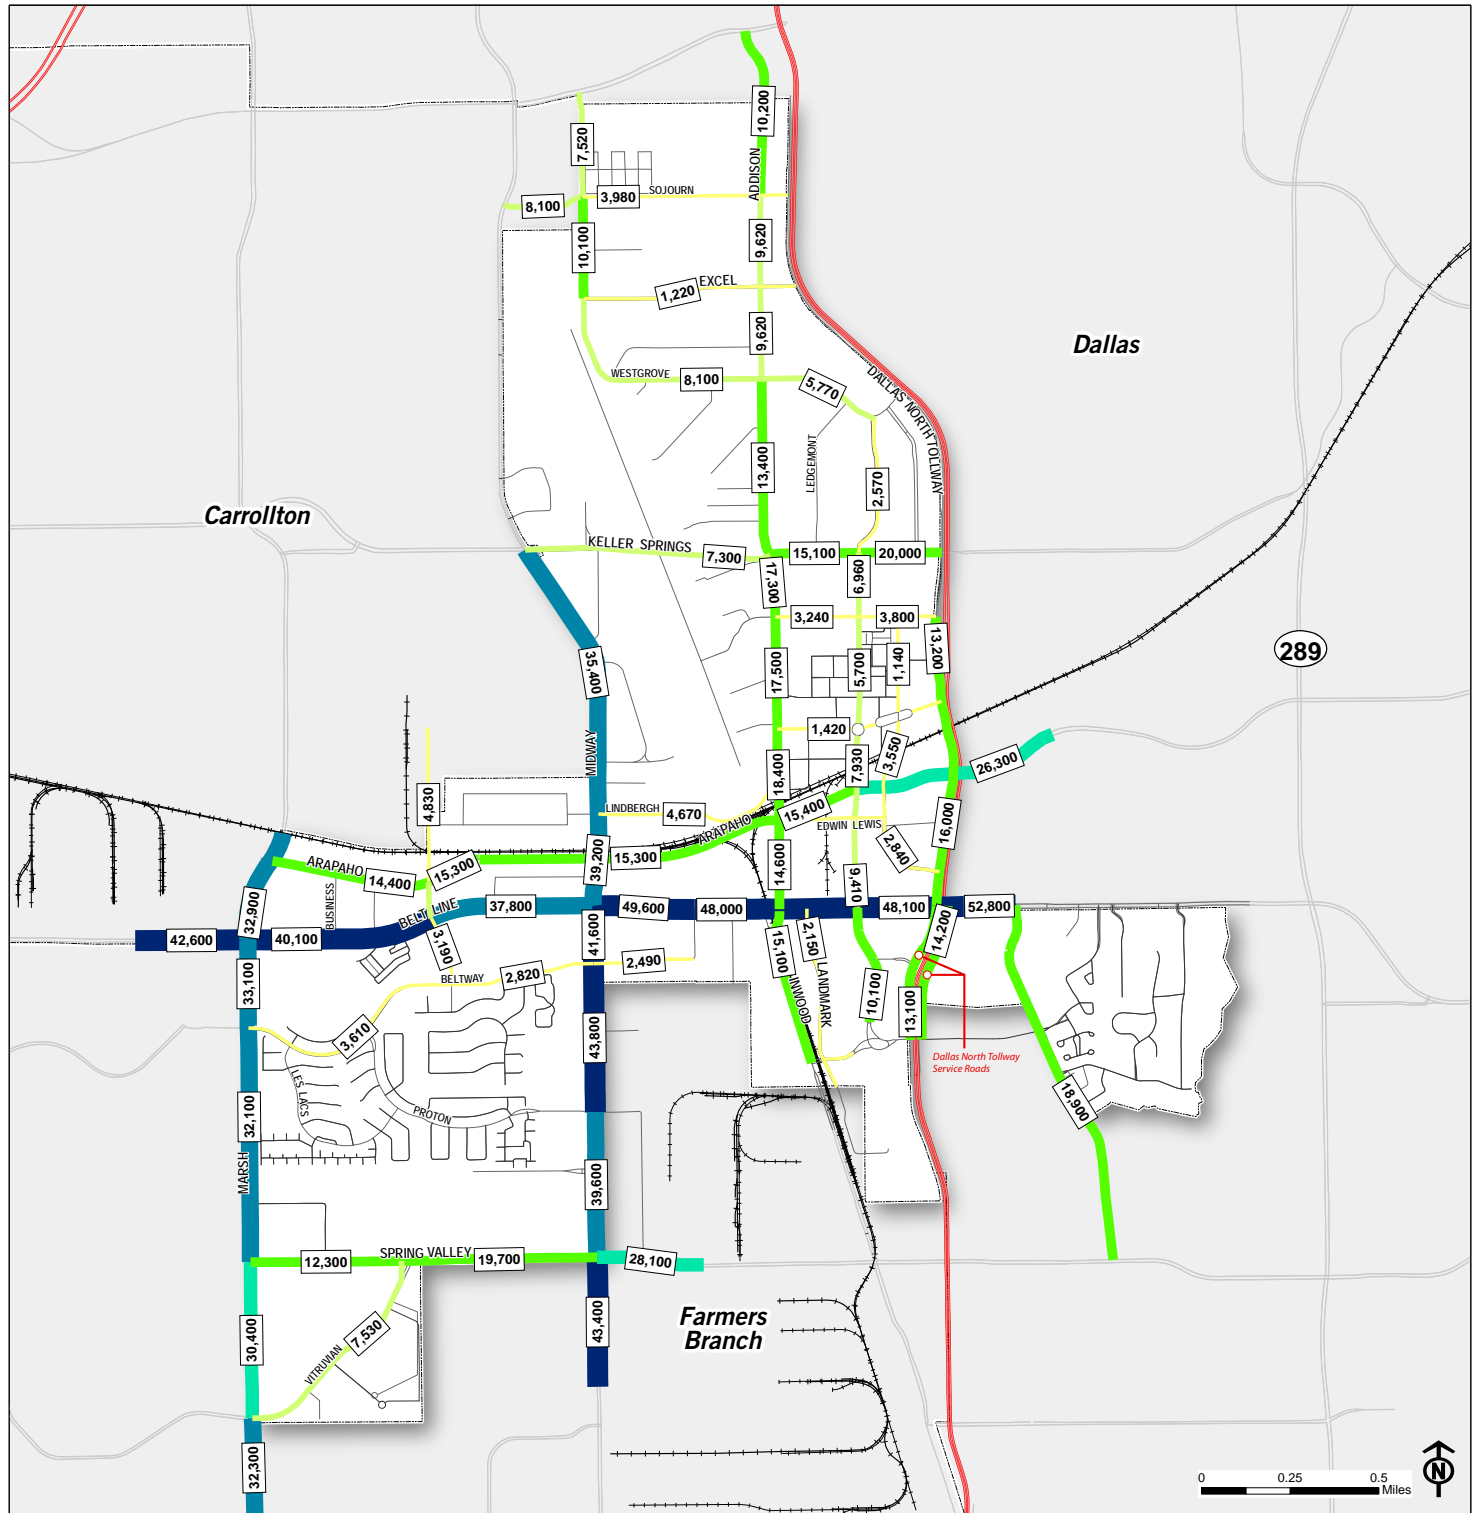 10,200
7,520
ADDISON
SOJOURN
3,980
8,100
10,100
9,620
EXCEL
1,220
9,620
Dallas
WESTGROVE
8,100
5,770
DALLAS NORTH TOLLWAY
LEDGEMONT
13,400
2,570
Carrollton
KELLER SPRINGS
7,300
15,100
20,000
17,300
6,960
3,240
3,800
13,200
289
35,400
17,500
5,700
1,140
1,420
MIDWAY
3,550
7,930
26,300
18,400
4,830
LINDBERGH
4,670
15,400
ARAPAHO
EDWIN LEWIS
16,000
2,840
39,200
15,300
ARAPAHO
14,400
15,300
14,600
9,410
32,900
BUSINESS
BELT LINE
37,800
49,600
48,000
48,100
52,800
42,600
40,100
3,190
41,600
15,100
2,150
14,200
BELTWAY
2,820
2,490
33,100
INWOOD
LANDMARK
10,100
13,100
3,610
43,800
Dallas North Tollway
Service Roads
LES LACS
PROTON
32,100
18,900
MARSH
39,600
SPRING VALLEY
12,300
19,700
28,100
30,400
7,530
VITRUVIAN
43,400
Farmers
Branch
32,300
N
0
0.25
0.5
Miles